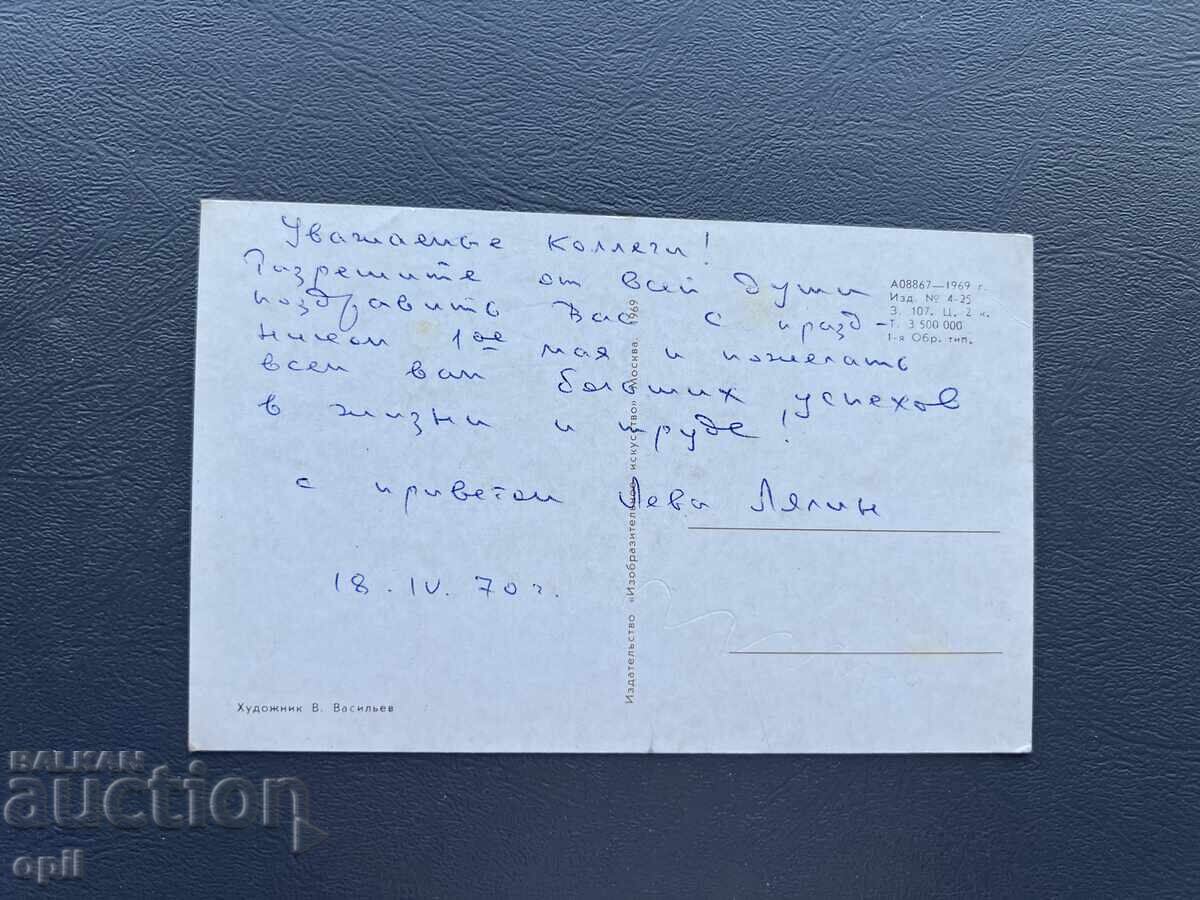 Уважаемые коллеги!
Разрешите от всей души
поздравить Вас с празд-
ником 1ое мая и пожелать
всем вам больших успехов
в жизни и труде!
с приветом Лева Лялин
18. IV. 70 г.
А08867—1969 г.
Изд. № 4-25
З. 107. Ц. 2 к.
Т. 3 500 000
1-я Обр. тип.
Издательство «Изобразительное искусство» Москва. 1969
Художник В. Васильев
BALKAN
auction
opll